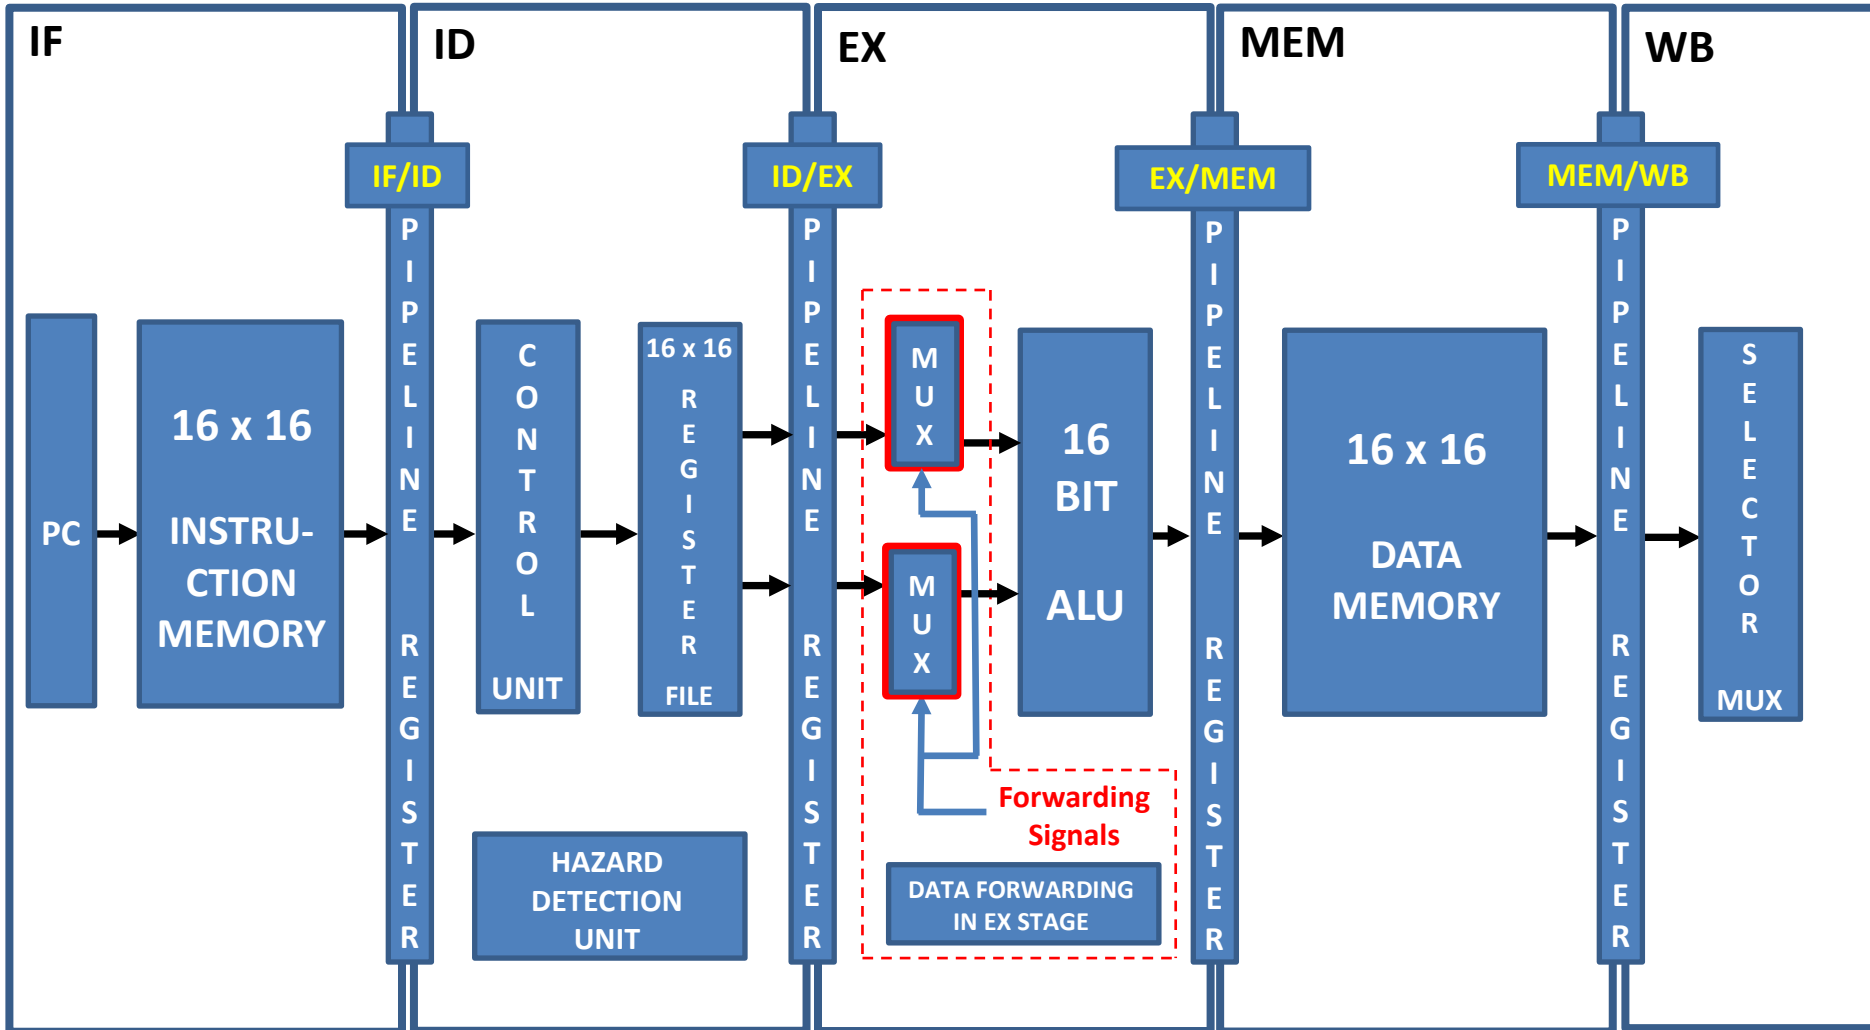 IF
ID
EX
MEM
WB
IF/ID
ID/EX
EX/MEM
MEM/WB
PIPELINE REGISTER
PIPELINE REGISTER
PIPELINE REGISTER
PIPELINE REGISTER
PC
16 x 16
INSTRU-
CTION
MEMORY
CONTROL
UNIT
16 x 16
REGISTER
FILE
MUX
MUX
16
BIT
ALU
16 x 16
DATA
MEMORY
SELECTOR
MUX
Forwarding
Signals
HAZARD
DETECTION
UNIT
DATA FORWARDING
IN EX STAGE